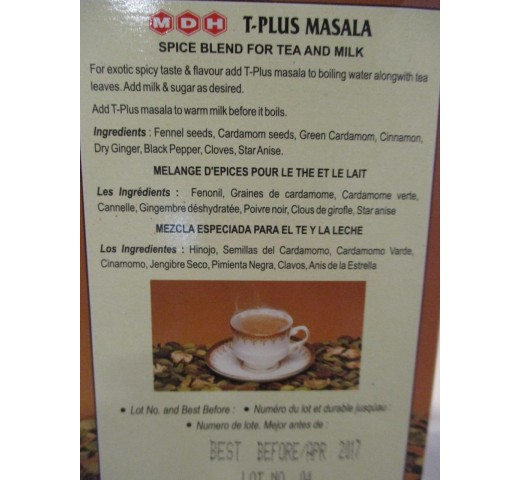 MDH T-PLUS MASALA
SPICE BLEND FOR TEA AND MILK
For exotic spicy taste & flavour add T-Plus masala to boiling water alongwith tea
leaves. Add milk & sugar as desired.
Add T-Plus masala to warm milk before it boils.
Ingredients : Fennel seeds, Cardamom seeds, Green Cardamom, Cinnamon,
Dry Ginger, Black Pepper, Cloves, Star Anise.
MELANGE D'EPICES POUR LE THE ET LE LAIT
Les Ingrédients : Fenonil, Graines de cardamome, Cardamome verte,
Cannelle, Gingembre déshydratée, Poivre noir, Clous de girofle, Star anise
MEZCLA ESPECIADA PARA EL TE Y LA LECHE
Los Ingredientes : Hinojo, Semillas del Cardamomo, Cardamomo Varde,
Cinamomo, Jengibre Seco, Pimienta Negra, Clavos, Anis de la Estrella
• Lot No. and Best Before : • Numéro du lot et durable jusqùau :
• Numero de lote. Mejor antes de :
BEST BEFORE/APR 2017
LOT NO. 04